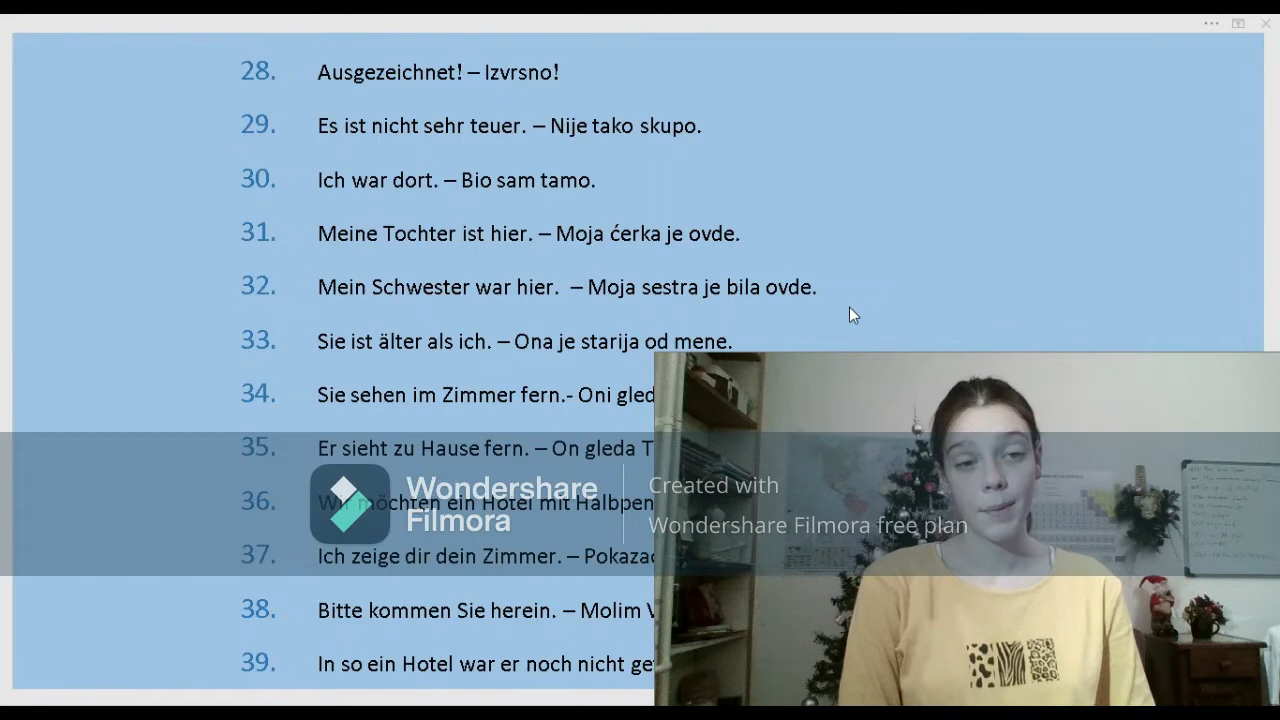 28. Ausgezeichnet! – Izvrsno!
29. Es ist nicht sehr teuer. – Nije tako skupo.
30. Ich war dort. – Bio sam tamo.
31. Meine Tochter ist hier. – Moja ćerka je ovde.
32. Mein Schwester war hier. – Moja sestra je bila ovde.
33. Sie ist älter als ich. – Ona je starija od mene.
34. Sie sehen im Zimmer fern.- Oni gled
35. Er sieht zu Hause fern. – On gleda T
36. Wir möchten ein Hotel mit Halbpen
37. Ich zeige dir dein Zimmer. – Pokaza
38. Bitte kommen Sie herein. – Molim V
39. In so ein Hotel war er noch nicht ge
Wondershare
Filmora
Created with
Wondershare Filmora free plan